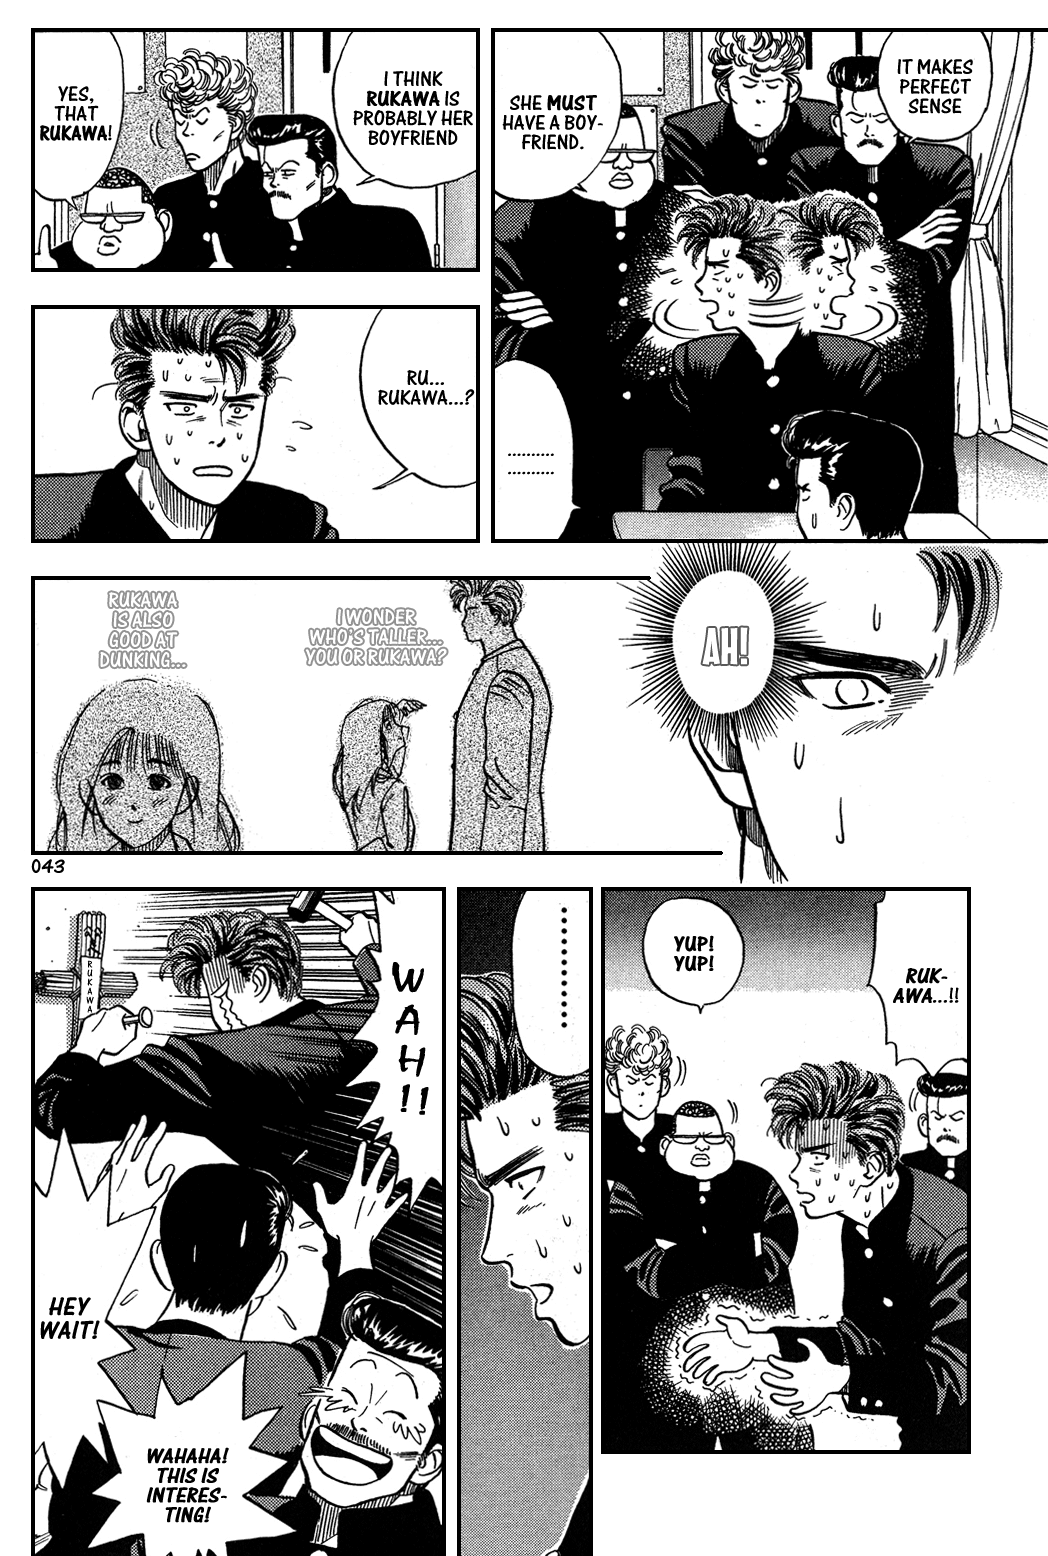 IT MAKES
PERFECT
SENSE
SHE MUST
HAVE A BOY-
FRIEND.
............
............
I THINK
RUKAWA IS
PROBABLY HER
BOYFRIEND
YES,
THAT
RUKAWA!
RU...
RUKAWA...?
AH!
I WONDER
WHO'S TALLER...
YOU OR RUKAWA?
RUKAWA
IS ALSO
GOOD AT
DUNKING...
043
RUK-
AWA...!!
YUP!
YUP!
............
WAH!!
RUKAWA
HEY
WAIT!
WAHAHA!
THIS IS
INTERES-
TING!